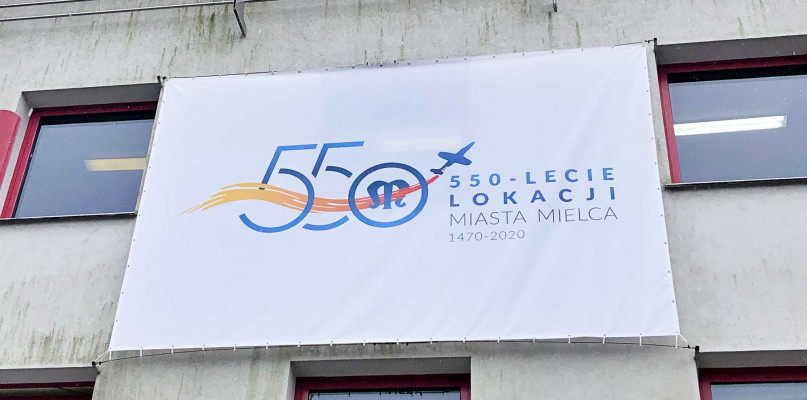 550
550-LECIE
LOKACJI
MIASTA MIELCA
1470-2020